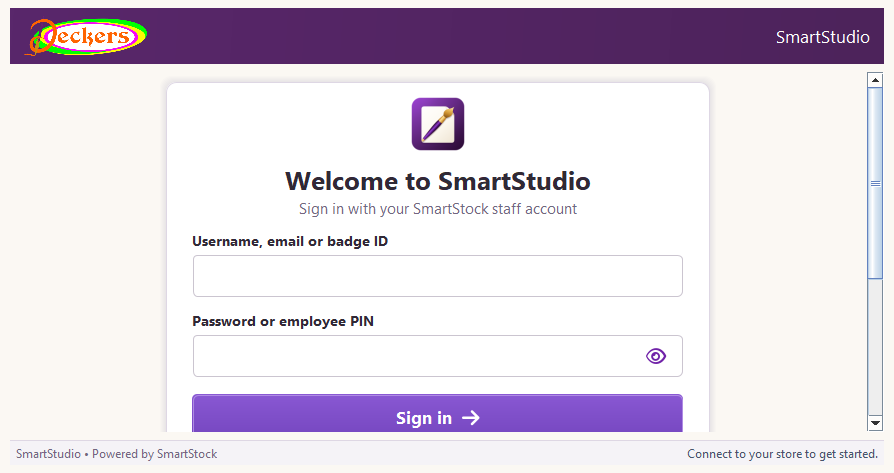 Deckers
SmartStudio
Welcome to SmartStudio
Sign in with your SmartStock staff account
Username, email or badge ID
Password or employee PIN
Sign in
SmartStudio • Powered by SmartStock
Connect to your store to get started.